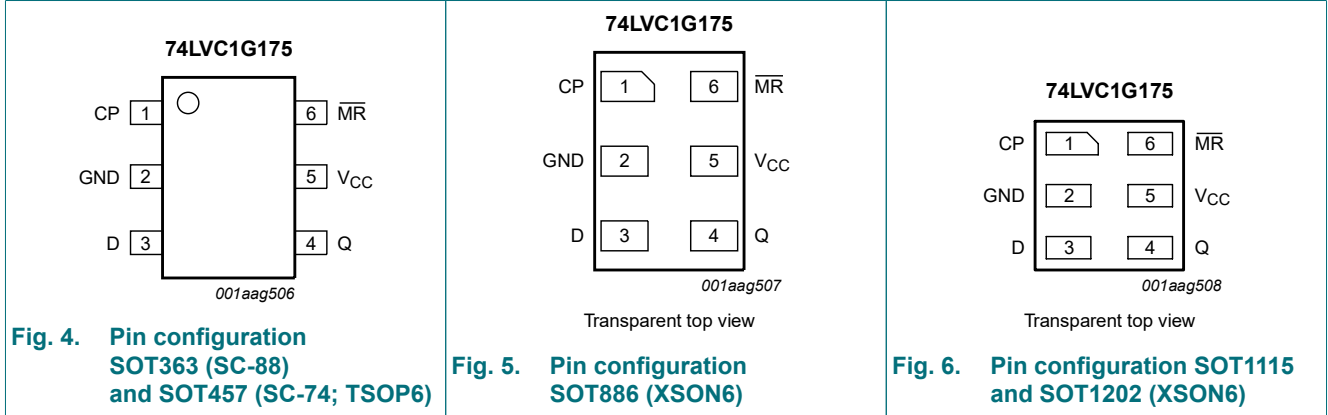 74LVC1G175
CP 1 6 MR
GND 2 5 VCC
D 3 4 Q
001aag506
Fig. 4. Pin configuration
SOT363 (SC-88)
and SOT457 (SC-74; TSOP6)
74LVC1G175
CP 1 6 MR
GND 2 5 VCC
D 3 4 Q
001aag507
Transparent top view
Fig. 5. Pin configuration
SOT886 (XSON6)
74LVC1G175
CP 1 6 MR
GND 2 5 VCC
D 3 4 Q
001aag508
Transparent top view
Fig. 6. Pin configuration SOT1115
and SOT1202 (XSON6)